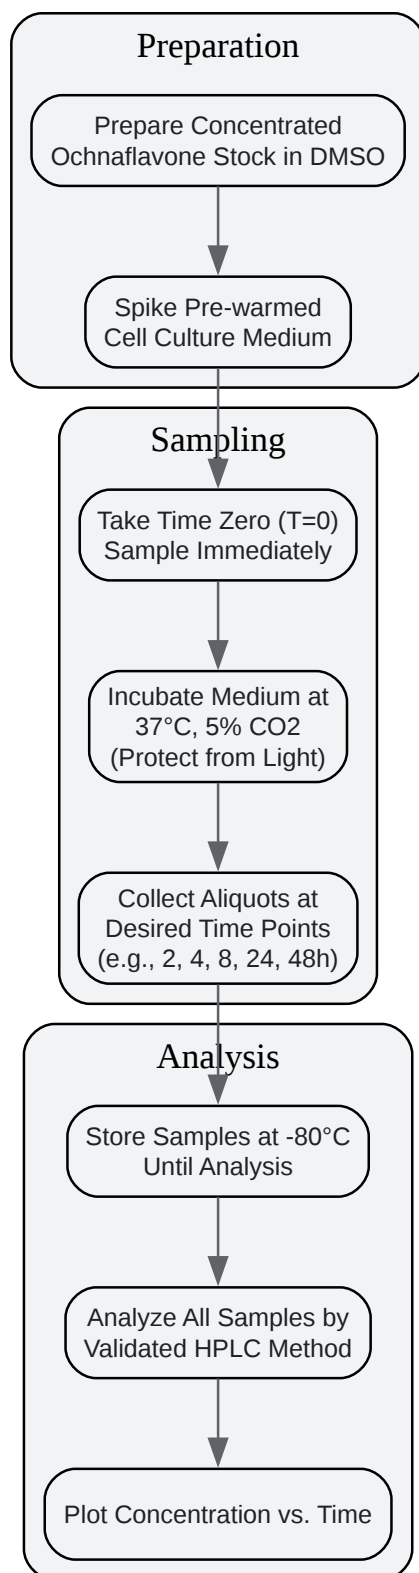 Preparation
Prepare Concentrated
Ochnaflavone Stock in DMSO
Spike Pre-warmed
Cell Culture Medium
Sampling
Take Time Zero (T=0)
Sample Immediately
Incubate Medium at
37°C, 5% CO2
(Protect from Light)
Collect Aliquots at
Desired Time Points
(e.g., 2, 4, 8, 24, 48h)
Analysis
Store Samples at -80°C
Until Analysis
Analyze All Samples by
Validated HPLC Method
Plot Concentration vs. Time